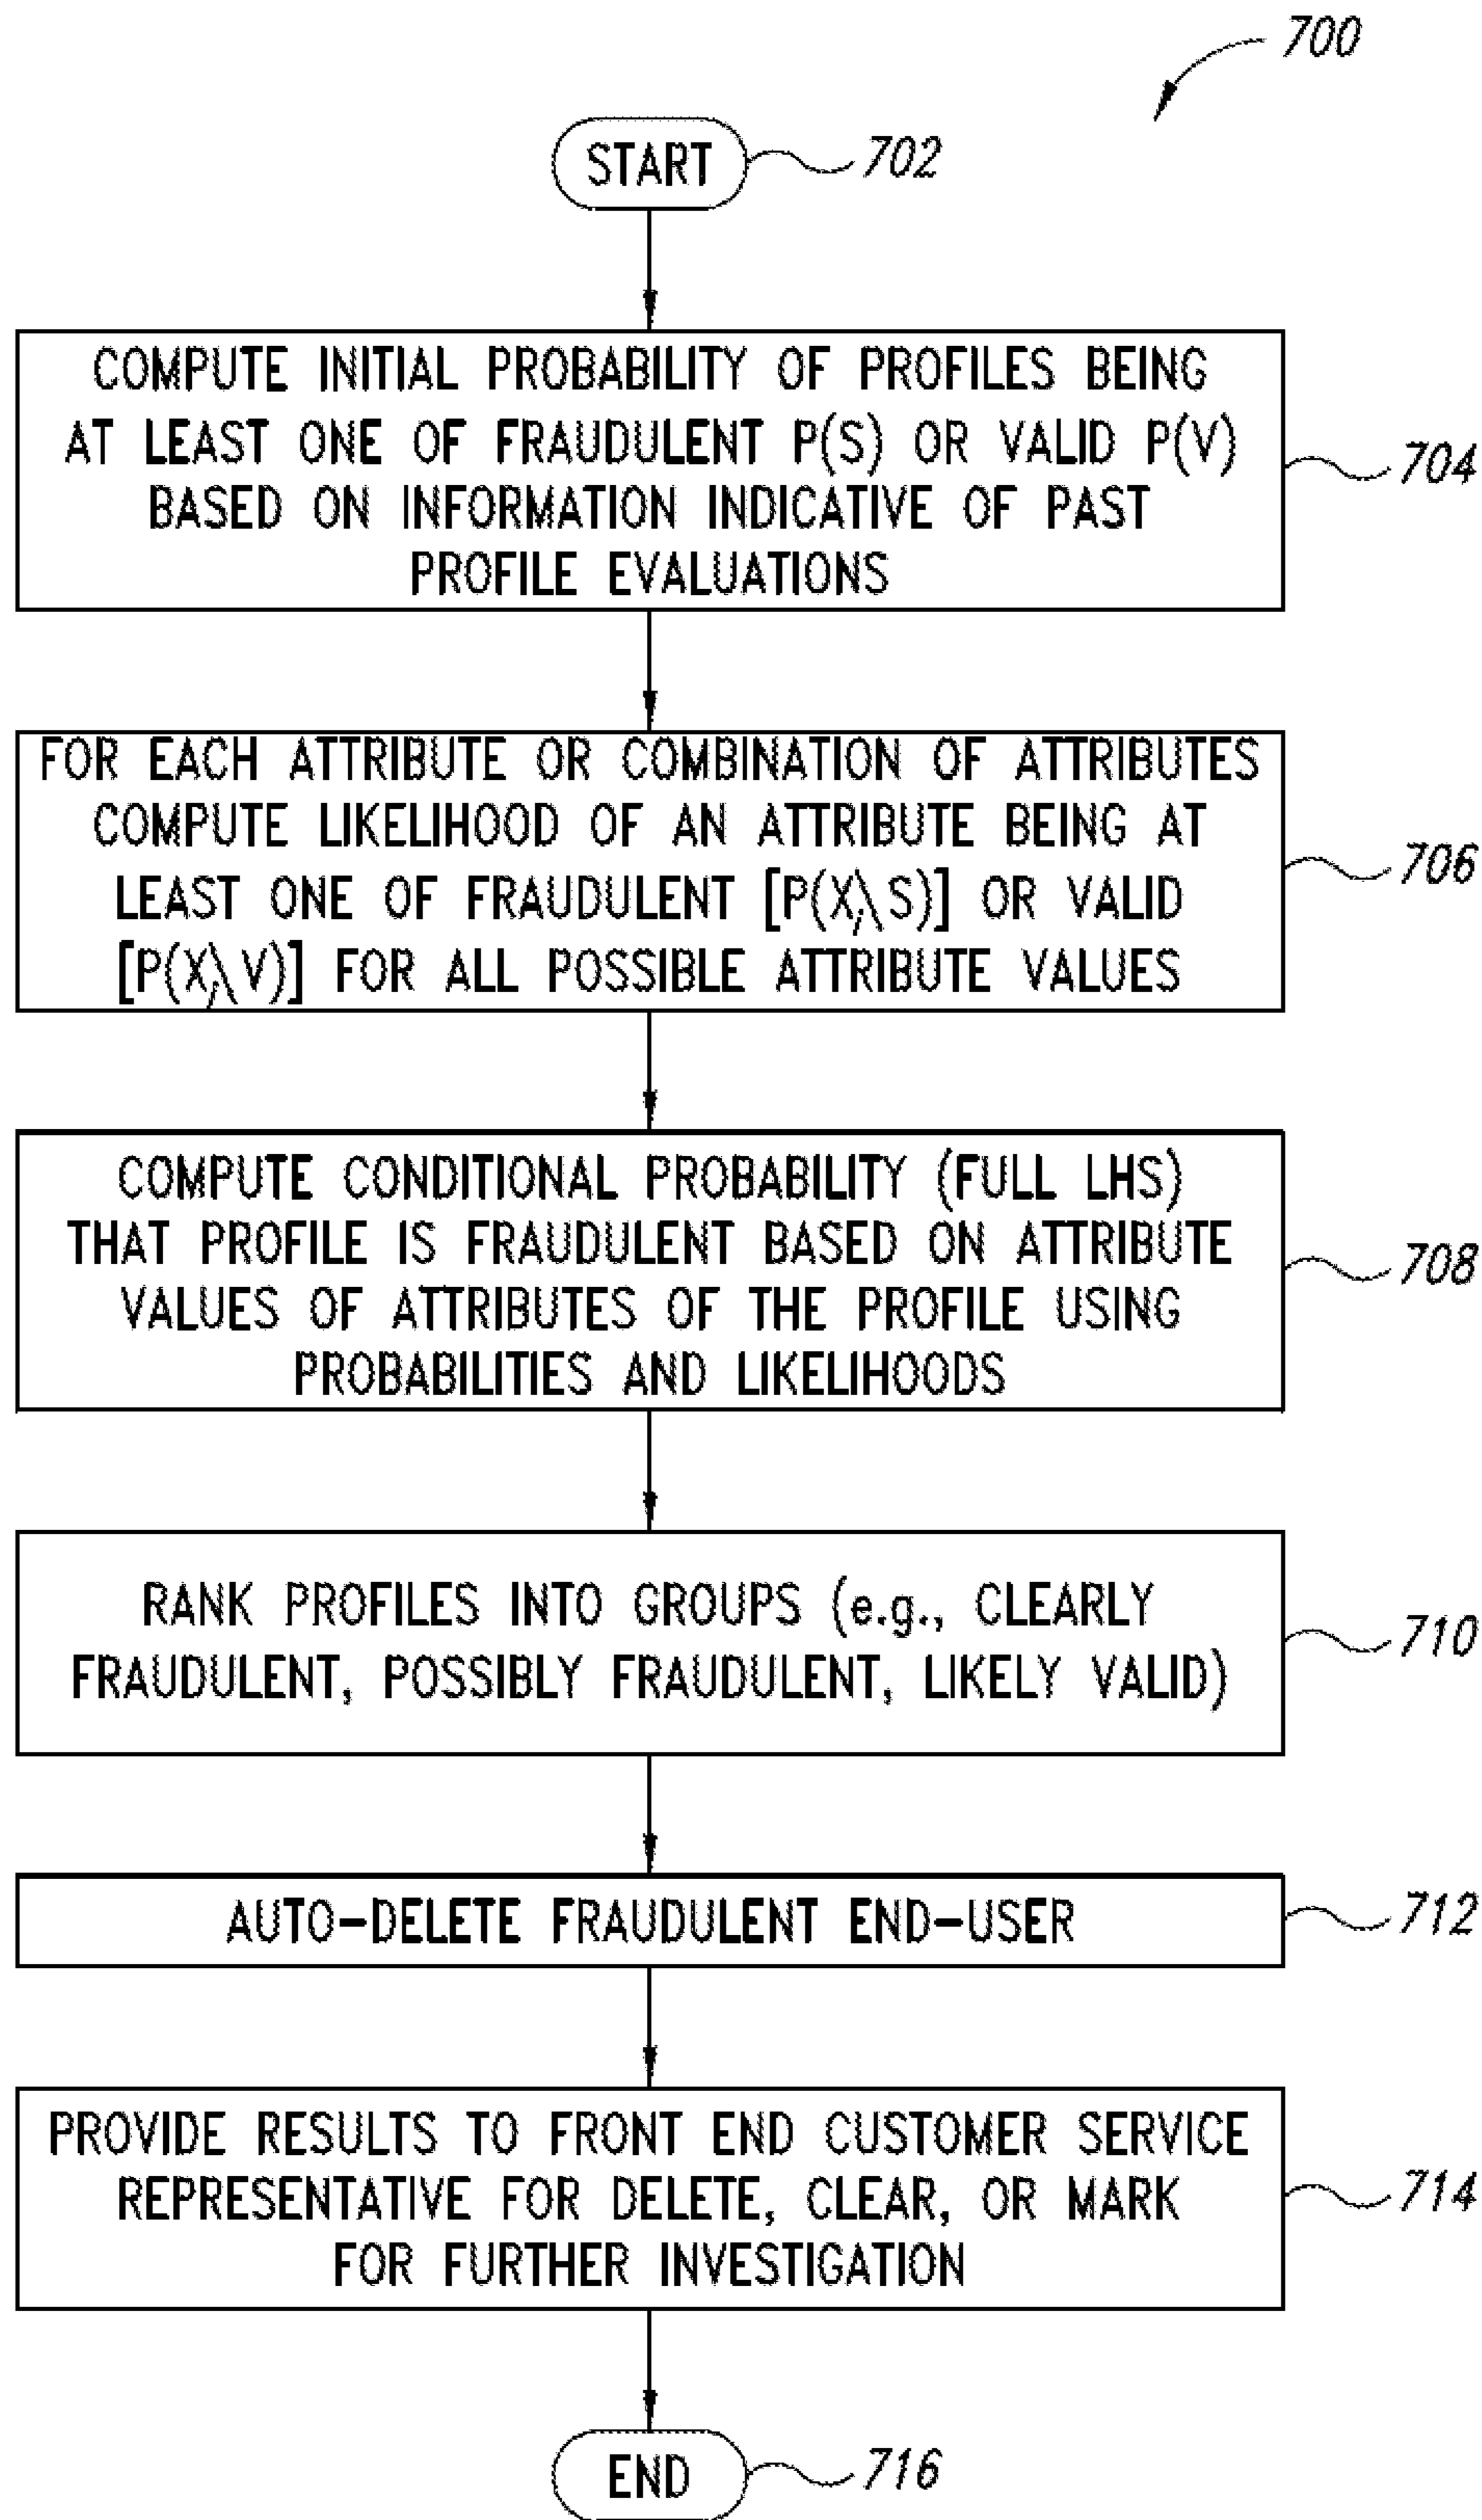 700
START
702
COMPUTE INITIAL PROBABILITY OF PROFILES BEING
AT LEAST ONE OF FRAUDULENT P(S) OR VALID P(V)
BASED ON INFORMATION INDICATIVE OF PAST
PROFILE EVALUATIONS
704
FOR EACH ATTRIBUTE OR COMBINATION OF ATTRIBUTES
COMPUTE LIKELIHOOD OF AN ATTRIBUTE BEING AT
LEAST ONE OF FRAUDULENT [P(X,\S)] OR VALID
[P(X,\V)] FOR ALL POSSIBLE ATTRIBUTE VALUES
706
COMPUTE CONDITIONAL PROBABILITY (FULL LHS)
THAT PROFILE IS FRAUDULENT BASED ON ATTRIBUTE
VALUES OF ATTRIBUTES OF THE PROFILE USING
PROBABILITIES AND LIKELIHOODS
708
RANK PROFILES INTO GROUPS (e.g., CLEARLY
FRAUDULENT, POSSIBLY FRAUDULENT, LIKELY VALID)
710
AUTO-DELETE FRAUDULENT END-USER
712
PROVIDE RESULTS TO FRONT END CUSTOMER SERVICE
REPRESENTATIVE FOR DELETE, CLEAR, OR MARK
FOR FURTHER INVESTIGATION
714
END
716